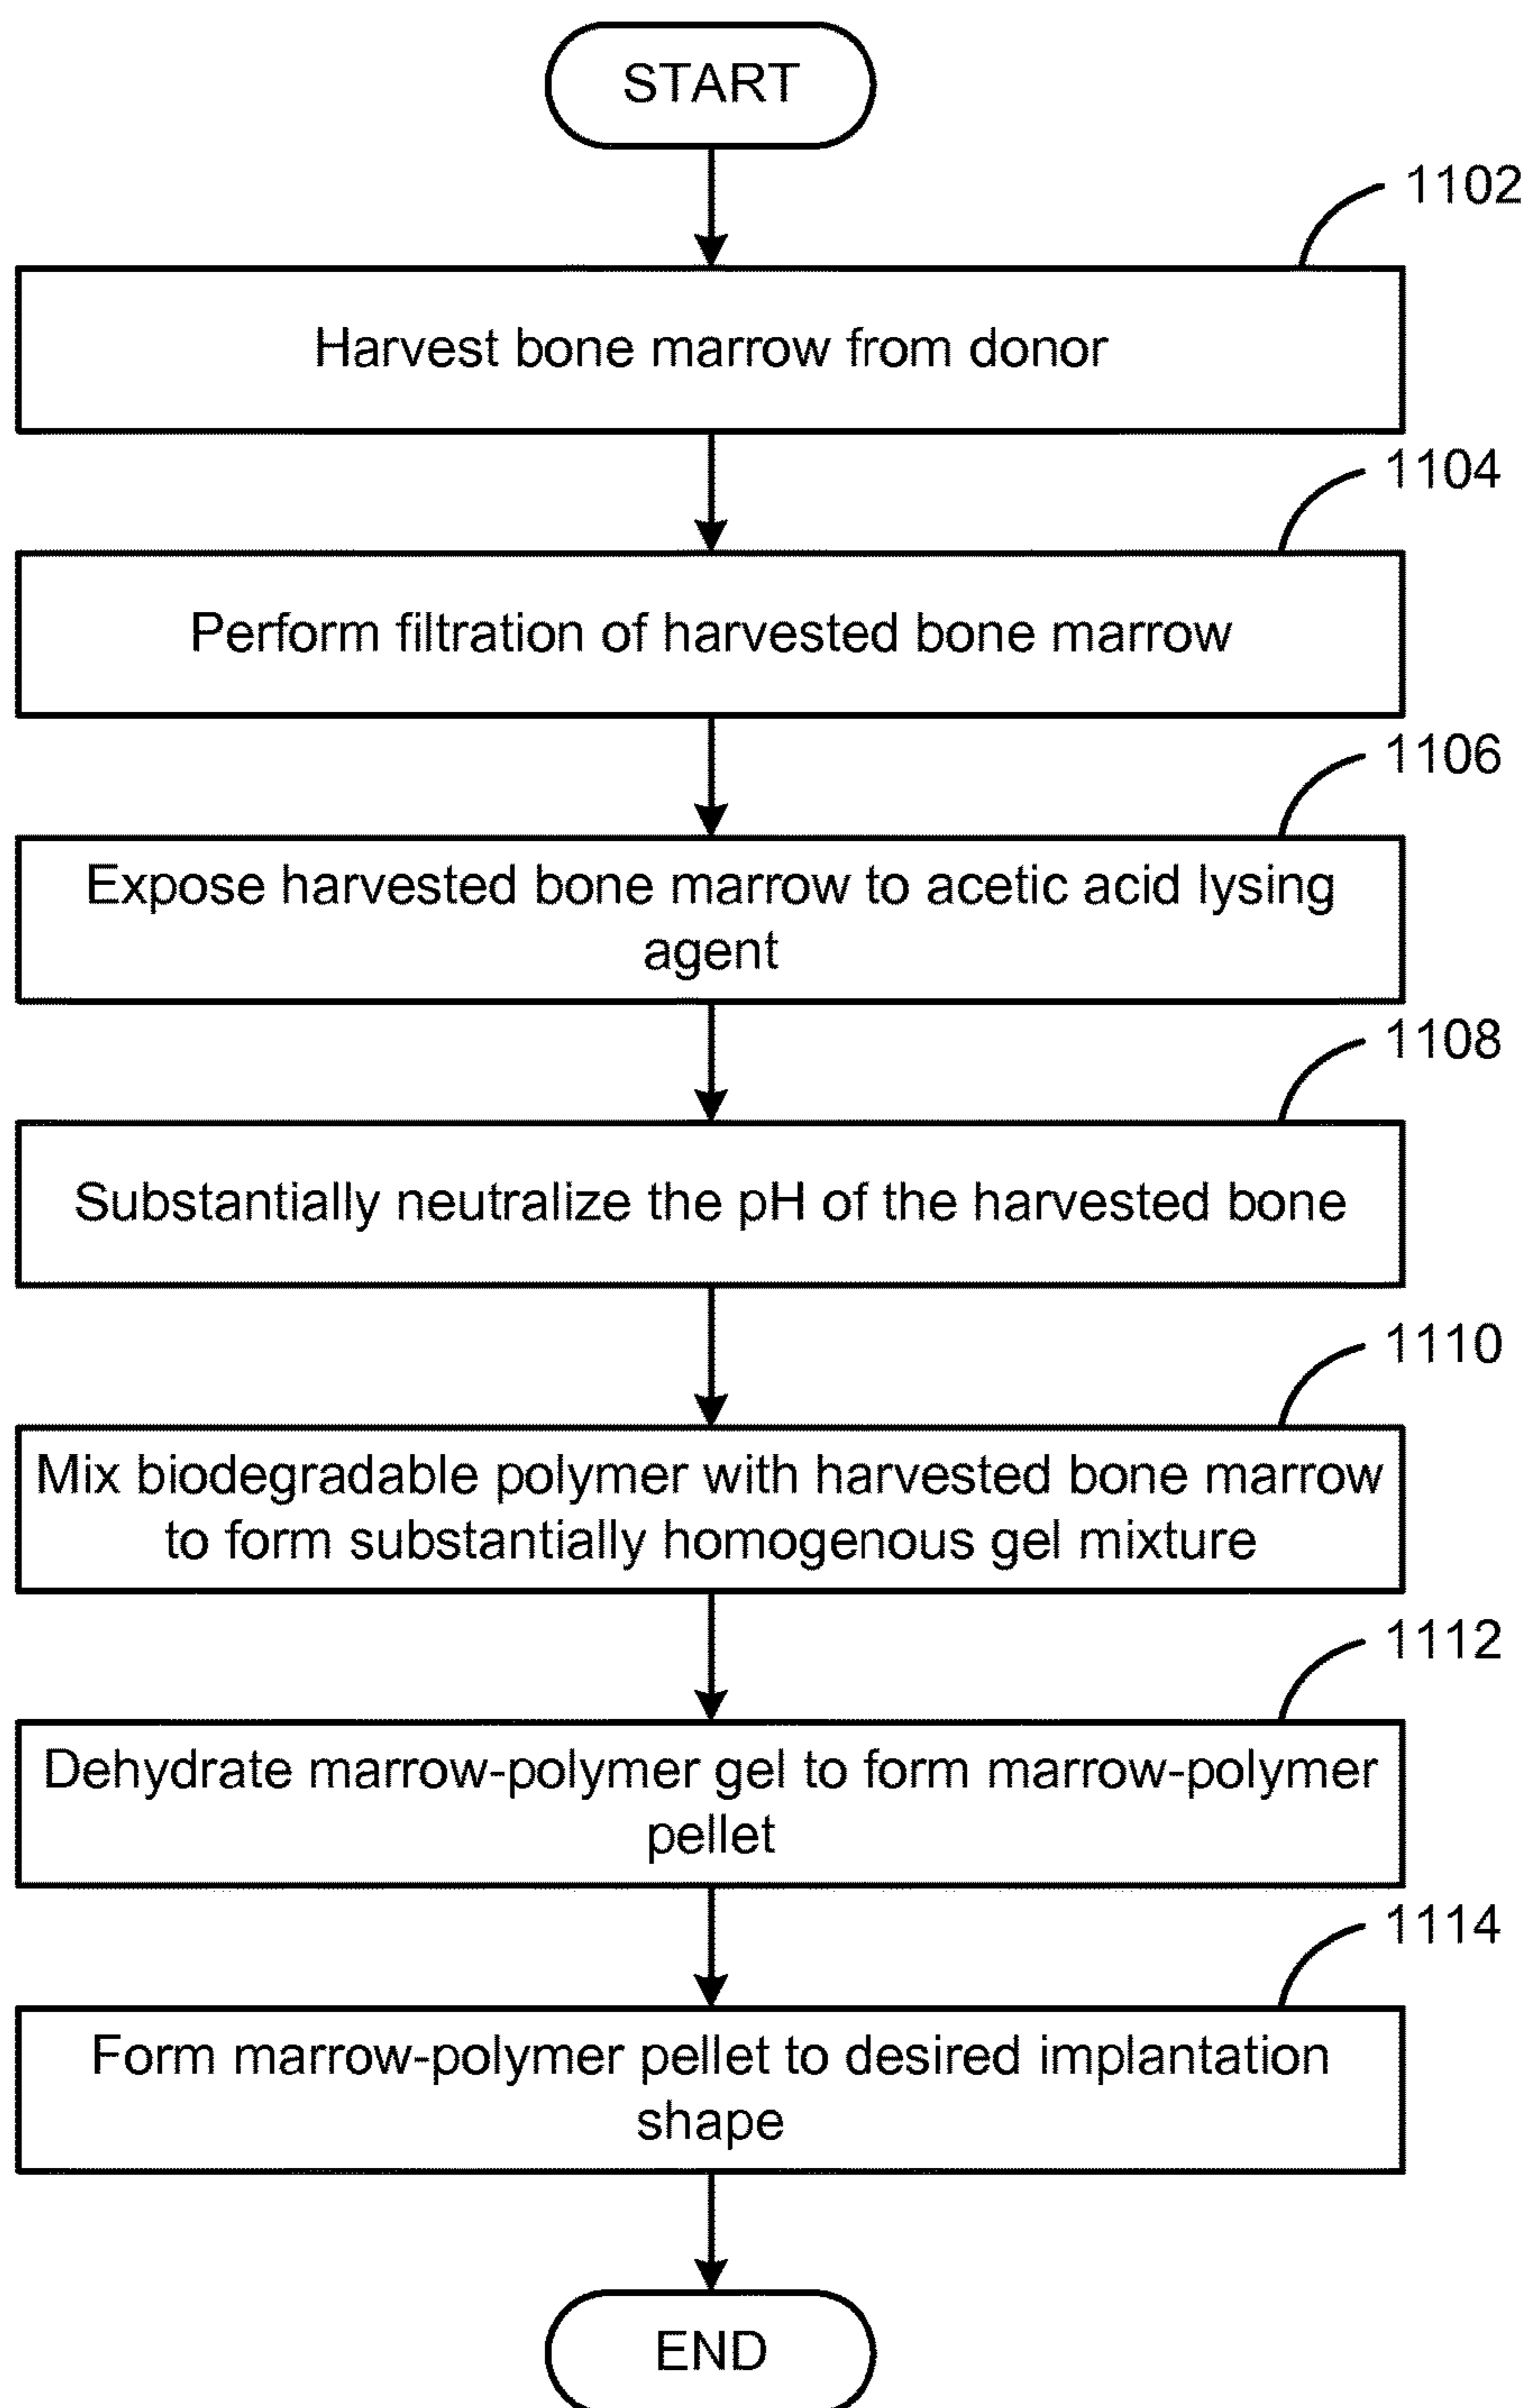 START
1102
Harvest bone marrow from donor
1104
Perform filtration of harvested bone marrow
1106
Expose harvested bone marrow to acetic acid lysing
agent
1108
Substantially neutralize the pH of the harvested bone
1110
Mix biodegradable polymer with harvested bone marrow
to form substantially homogenous gel mixture
1112
Dehydrate marrow-polymer gel to form marrow-polymer
pellet
1114
Form marrow-polymer pellet to desired implantation
shape
END